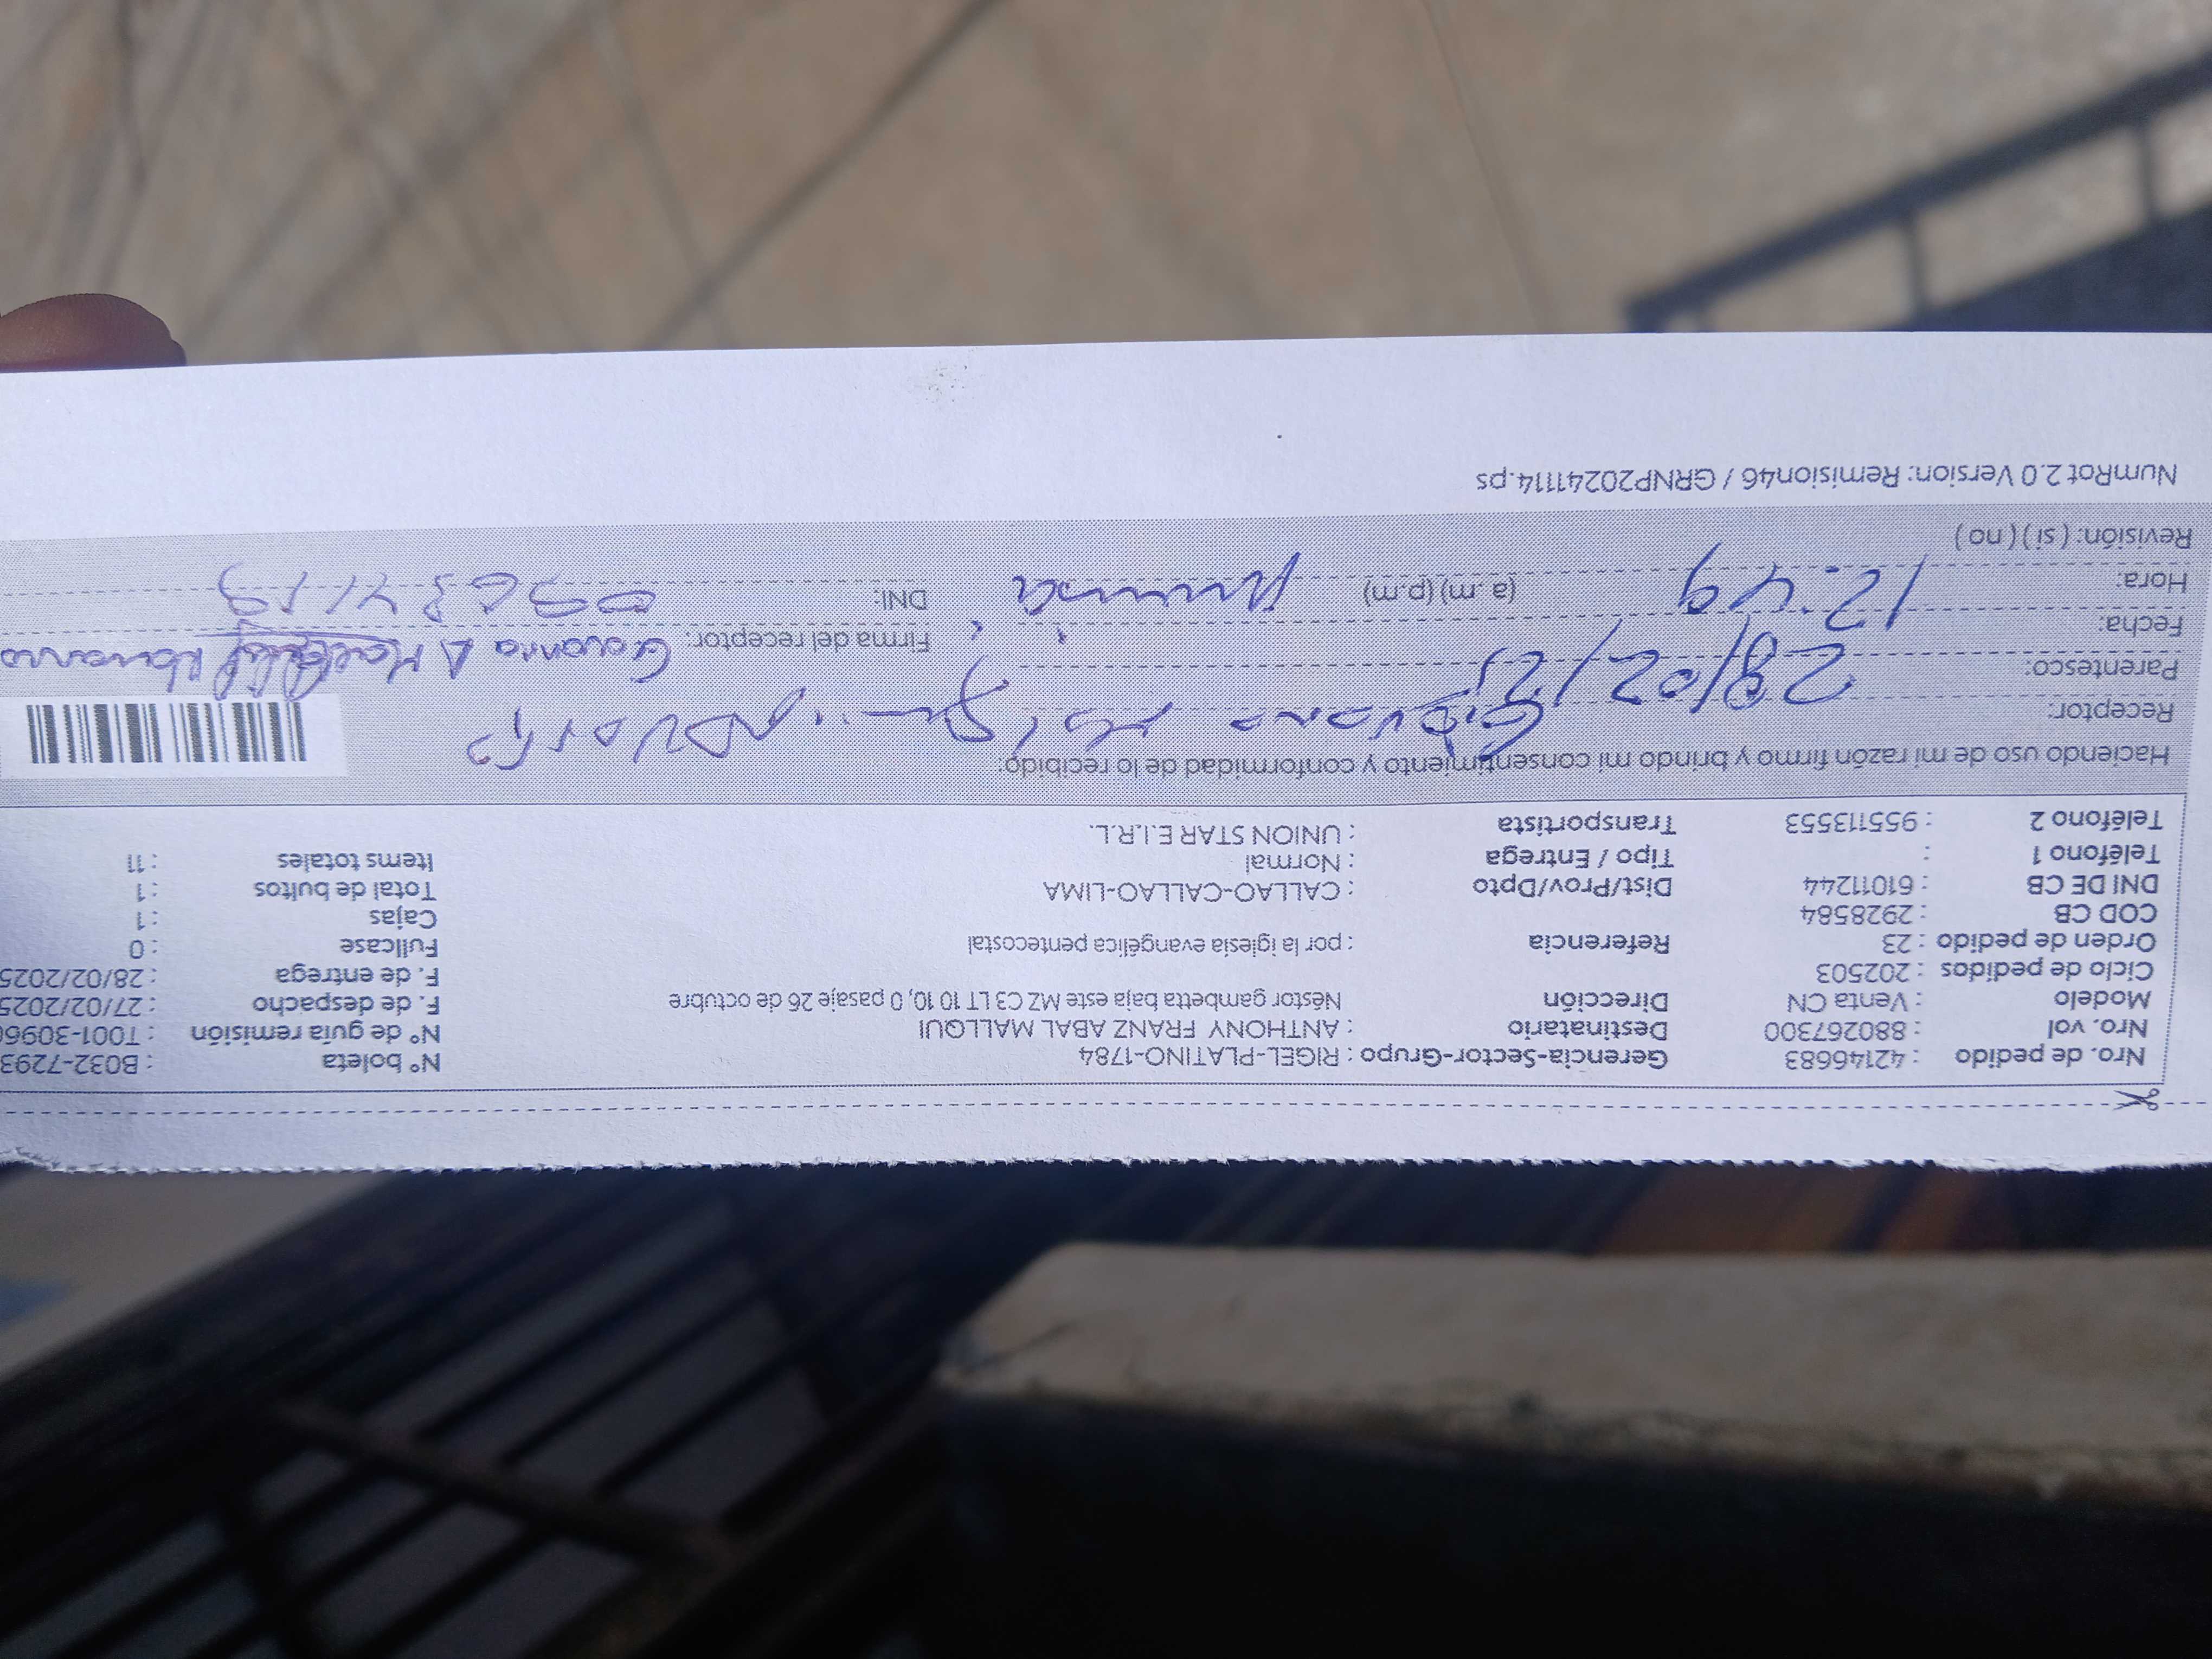 Nro. de pedido : 42146683 Gerencia-Sector-Grupo : RIGEL-PLATINO-1784 N° boleta : B032-7293
Nro. vol : 880267300 Destinatario : ANTHONY FRANZ ABAL MALLQUI N° de guía remisión : T001-30966
Modelo : Venta CN Dirección Néstor gambetta baja este MZ C3 LT 10 10, 0 pasaje 26 de octubre F. de despacho : 27/02/2025
Ciclo de pedidos : 202503 F. de entrega : 28/02/2025
Orden de pedido : 23 Referencia : por la iglesia evangélica pentecostal Fullcase : 0
COD CB : 2928584 Cajas : 1
DNI DE CB : 61011244 Dist/Prov/Dpto : CALLAO-CALLAO-LIMA Total de bultos : 1
Teléfono 1 : Tipo / Entrega : Normal Items totales : 11
Teléfono 2 : 955113553 Transportista : UNION STAR E.I.R.L.
Haciendo uso de mi razón firmo y brindo mi consentimiento y conformidad de lo recibido:
Receptor:
Parentesco:
Fecha: 28/02/25 Firma del receptor:
Hora: 12:49 (a.m) (p.m) DNI:
Revisión: ( si ) ( no )
NumRot 2.0 Version: Remision46 / GRNP20241114.ps